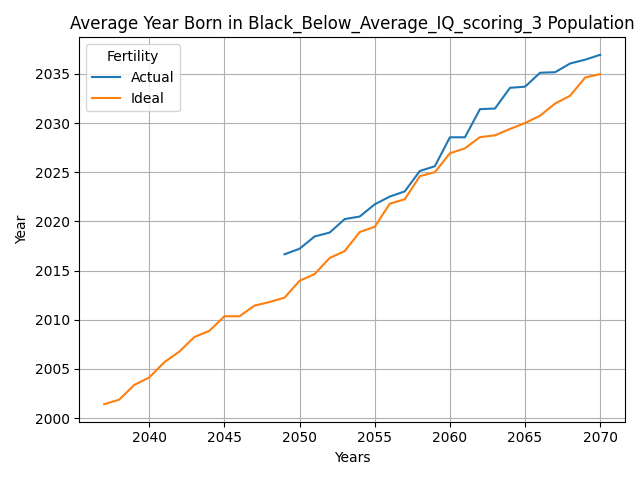 Average Year Born in Black_Below_Average_IQ_scoring_3 Population
Fertility
Actual
Ideal
2035
2030
2025
2020
2015
2010
2005
2000
Year
2040 2045 2050 2055 2060 2065 2070
Years